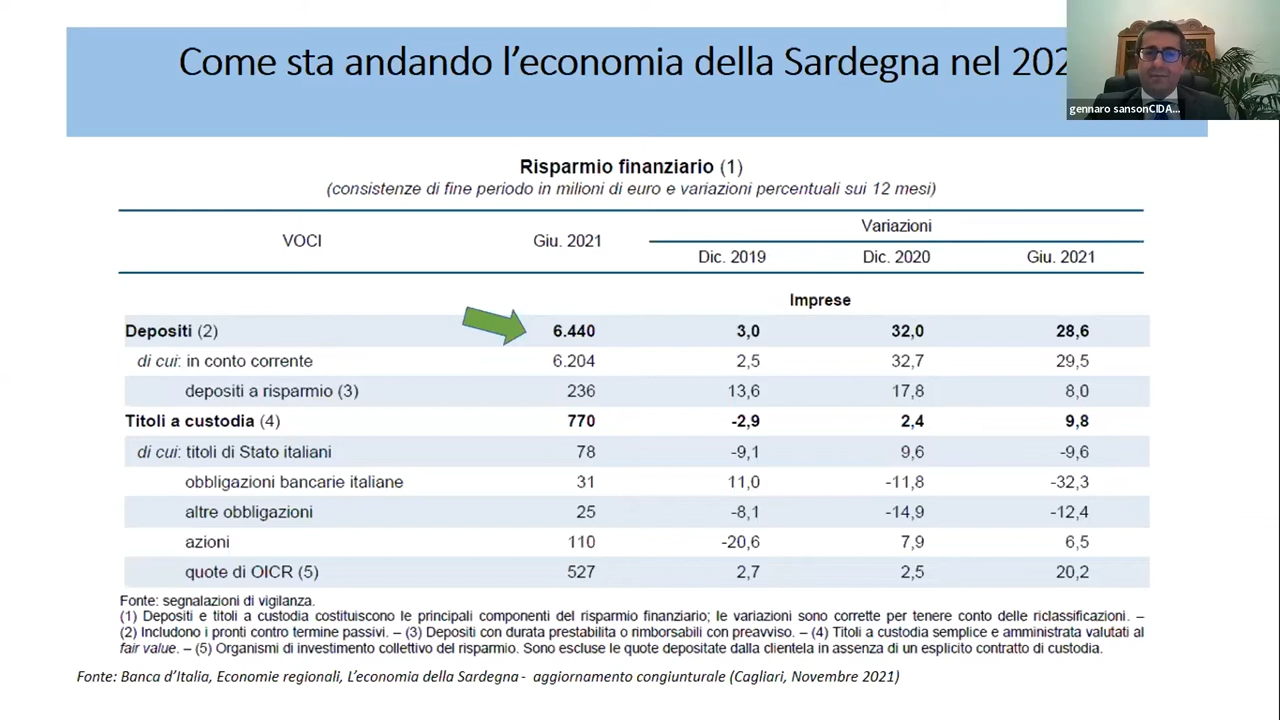 Come sta andando l'economia della Sardegna nel 202
gennaro sansonCIDA...
Risparmio finanziario (1)
(consistenze di fine periodo in milioni di euro e variazioni percentuali sui 12 mesi)
VOCI Giu. 2021 Variazioni
Dic. 2019 Dic. 2020 Giu. 2021
Imprese
Depositi (2) 6.440 3,0 32,0 28,6
di cui: in conto corrente 6.204 2,5 32,7 29,5
depositi a risparmio (3) 236 13,6 17,8 8,0
Titoli a custodia (4) 770 -2,9 2,4 9,8
di cui: titoli di Stato italiani 78 -9,1 9,6 -9,6
obbligazioni bancarie italiane 31 11,0 -11,8 -32,3
altre obbligazioni 25 -8,1 -14,9 -12,4
azioni 110 -20,6 7,9 6,5
quote di OICR (5) 527 2,7 2,5 20,2
Fonte: segnalazioni di vigilanza.
(1) Depositi e titoli a custodia costituiscono le principali componenti del risparmio finanziario; le variazioni sono corrette per tenere conto delle riclassificazioni. –
(2) Includono i pronti contro termine passivi. – (3) Depositi con durata prestabilita o rimborsabili con preavviso. – (4) Titoli a custodia semplice e amministrata valutati al
fair value. – (5) Organismi di investimento collettivo del risparmio. Sono escluse le quote depositate dalla clientela in assenza di un esplicito contratto di custodia.
Fonte: Banca d'Italia, Economie regionali, L'economia della Sardegna - aggiornamento congiunturale (Cagliari, Novembre 2021)